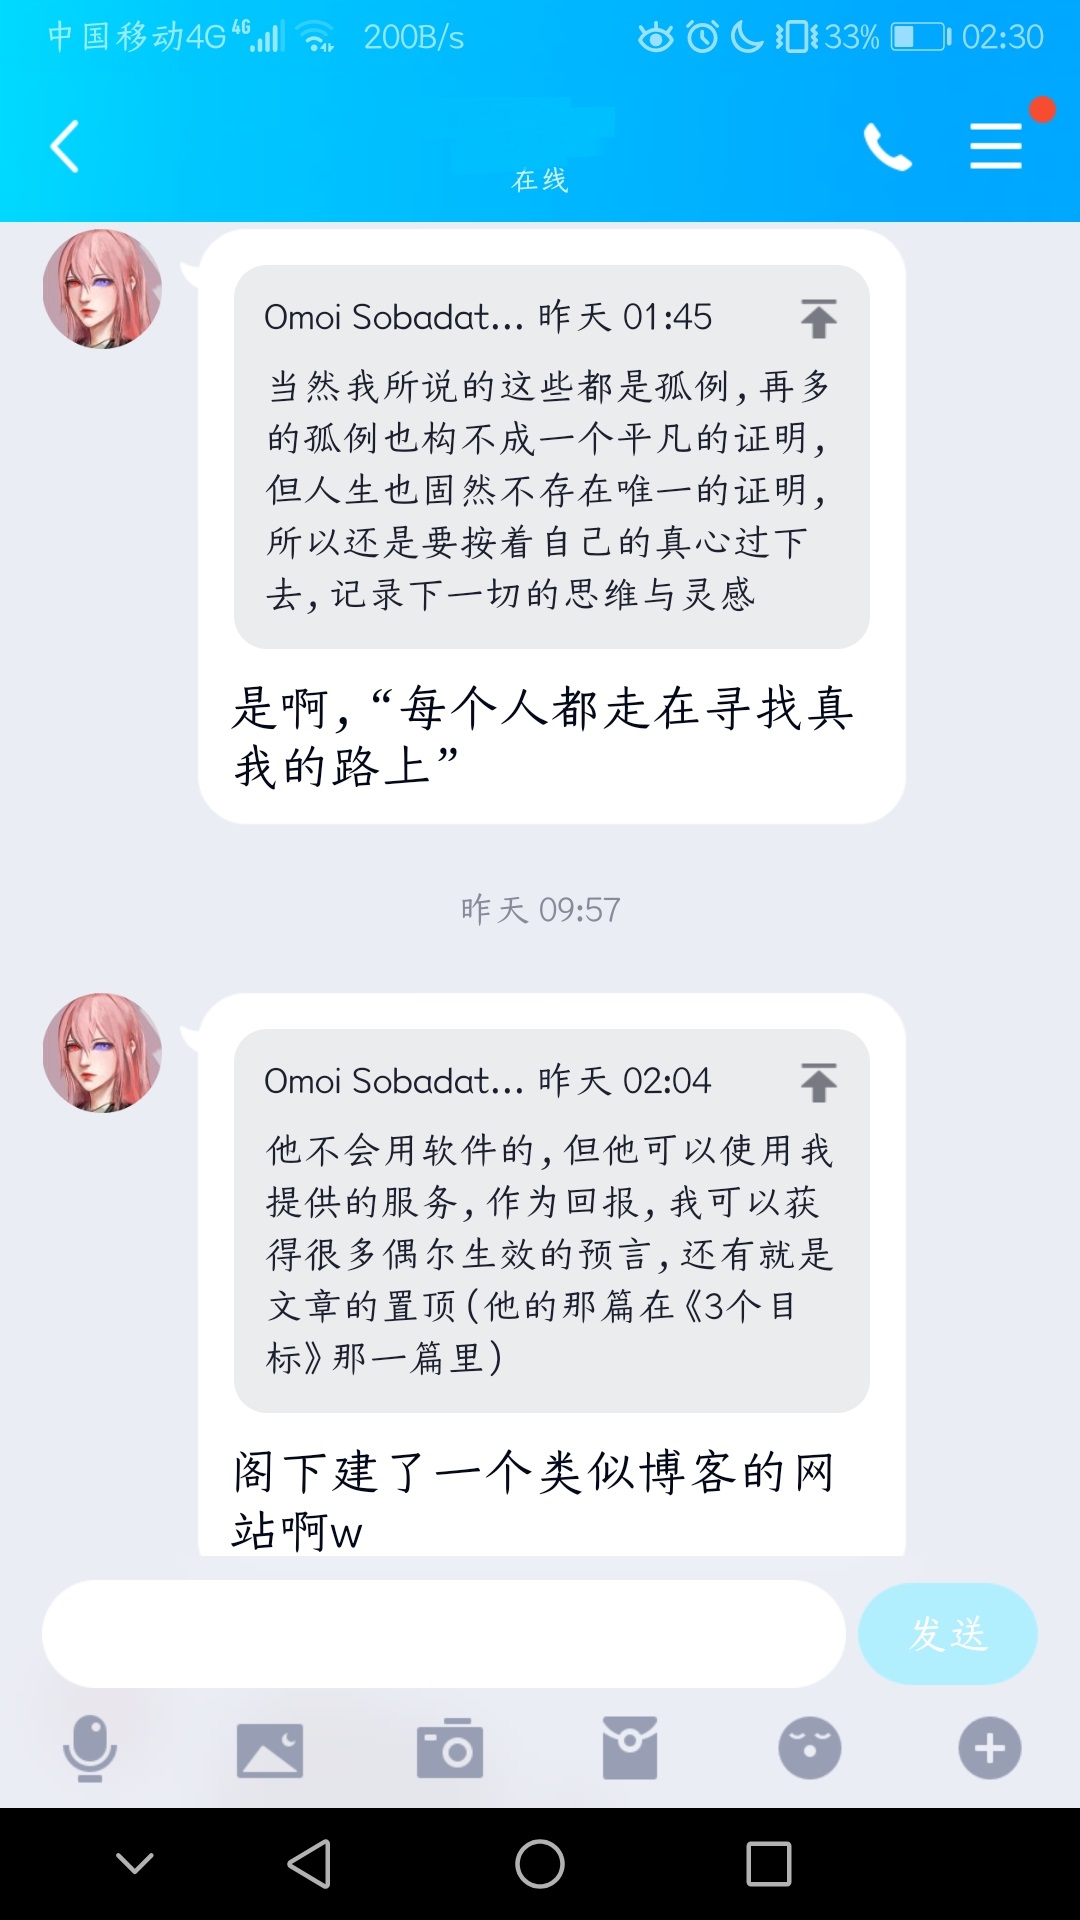 中国移动4G 4G 200B/s 33% 02:30
在线
Omoi Sobadat... 昨天 01:45
当然我所说的这些都是孤例,再多
的孤例也构不成一个平凡的证明,
但人生也固然不存在唯一的证明,
所以还是要按着自己的真心过下
去,记录下一切的思维与灵感
是啊,“每个人都走在寻找真
我的路上”
昨天 09:57
Omoi Sobadat... 昨天 02:04
他不会用软件的,但他可以使用我
提供的服务,作为回报,我可以获
得很多偶尔生效的预言,还有就是
文章的置顶(他的那篇在《3个目
标》那一篇里)
阁下建了一个类似博客的网
站啊w
发送